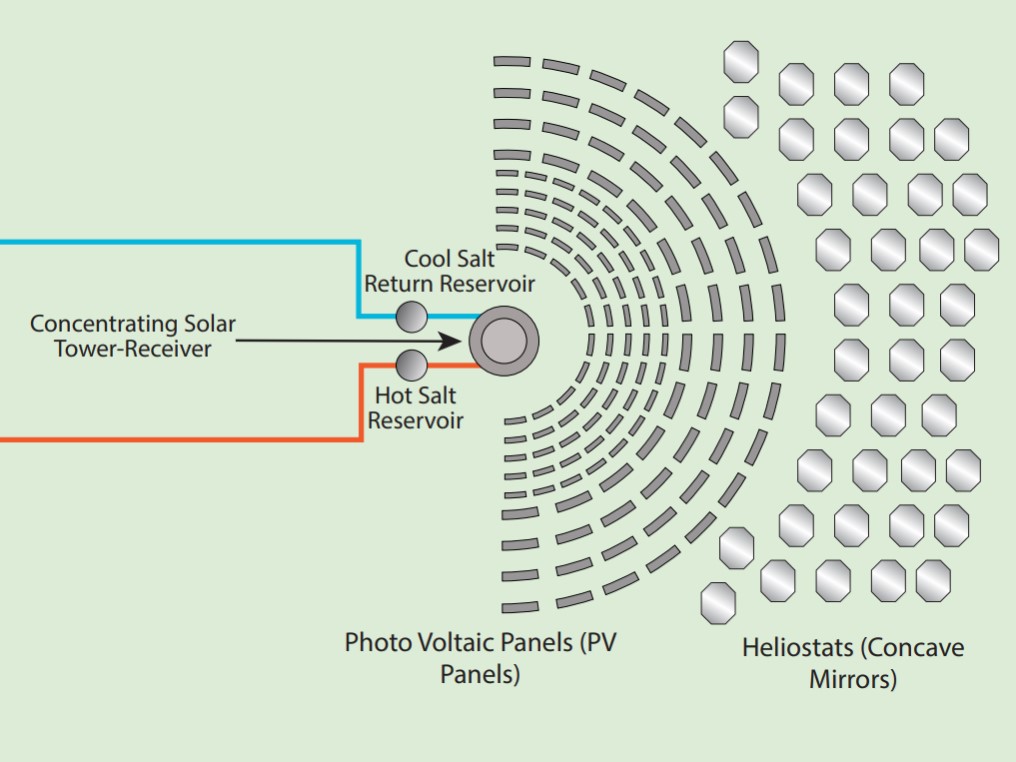 Cool Salt
Return Reservoir
Concentrating Solar
Tower-Receiver
Hot Salt
Reservoir
Photo Voltaic Panels (PV
Panels)
Heliostats (Concave
Mirrors)